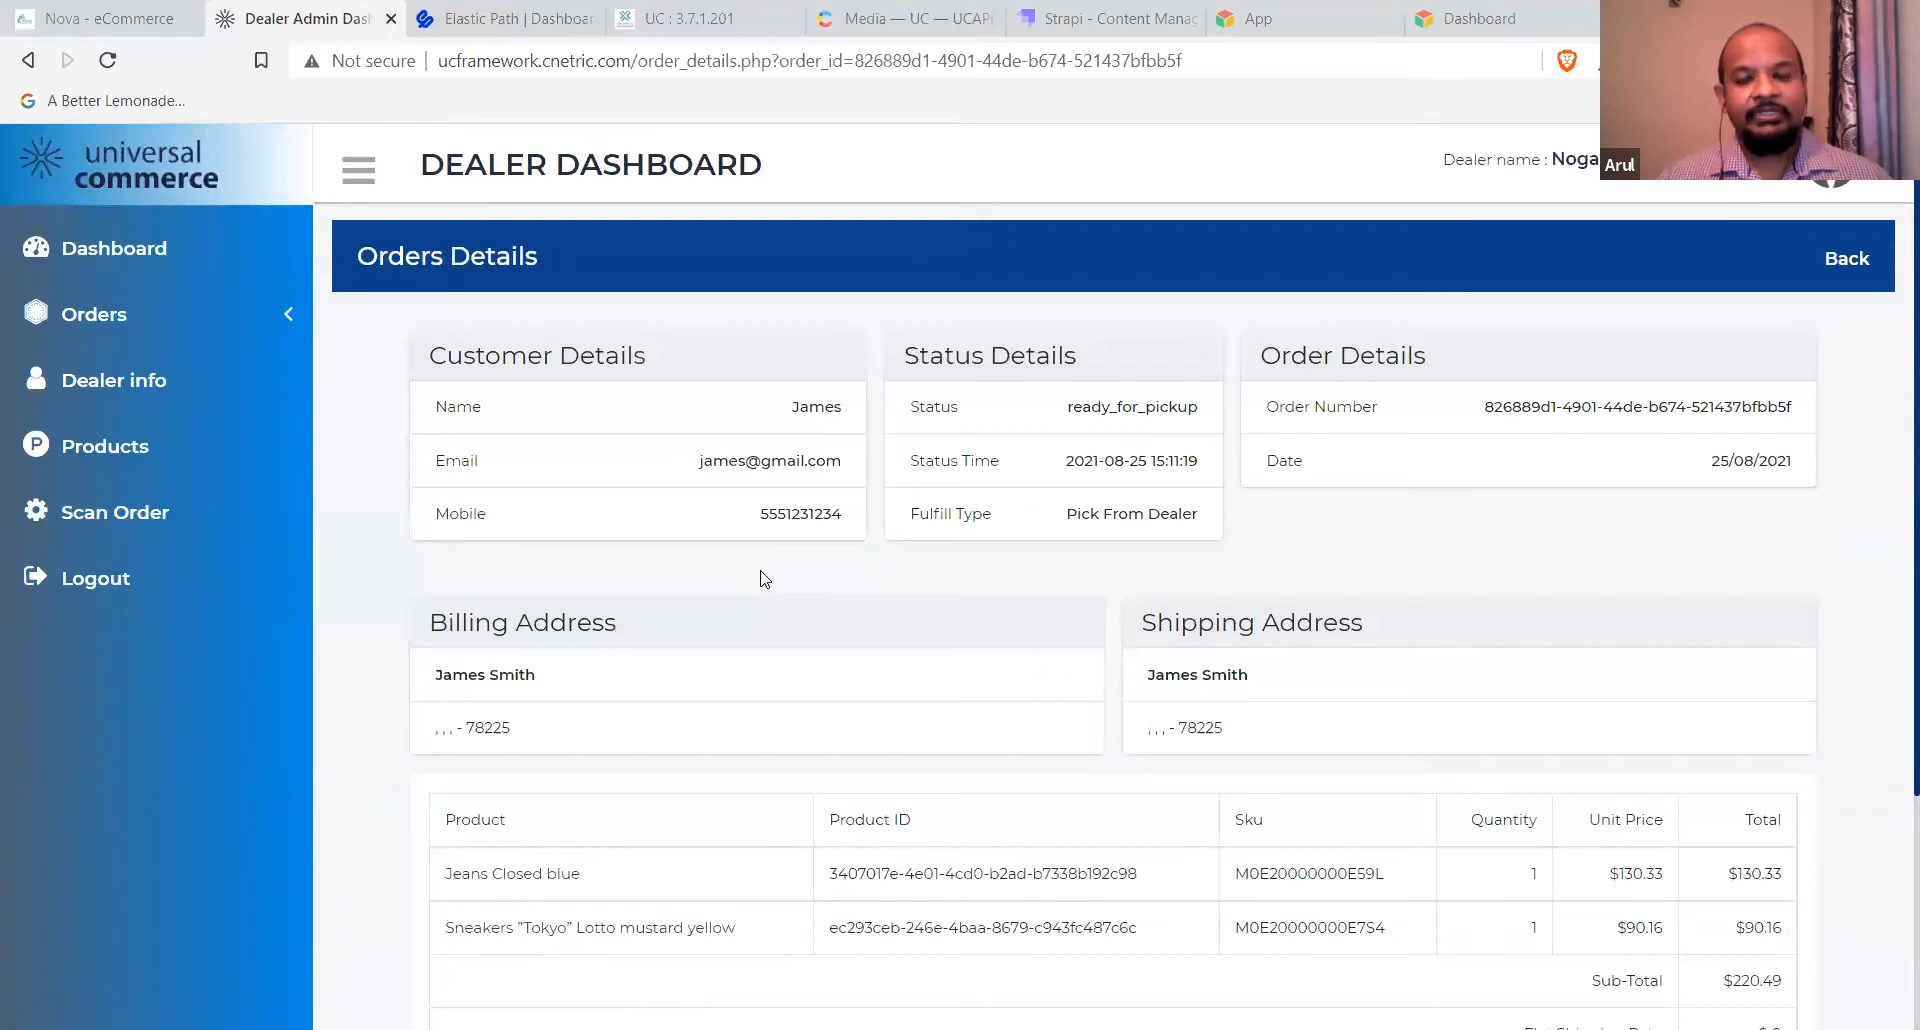 Nova - eCommerce
Dealer Admin Das
Elastic Path | Dashboar
UC : 3.7.1.201
Media — UC — UCAP
Strapi - Content Manag
App
Dashboard
Not secure | ucframework.cnetric.com/order_details.php?order_id=826889d1-4901-44de-b674-521437bfbb5f
A Better Lemonade...
universal
commerce
DEALER DASHBOARD
Dealer name : Noga
Arul
Dashboard
Orders
Dealer info
Products
Scan Order
Logout
Orders Details
Back
Customer Details
Name James
Email james@gmail.com
Mobile 5551231234
Status Details
Status ready_for_pickup
Status Time 2021-08-25 15:11:19
Fulfill Type Pick From Dealer
Order Details
Order Number 826889d1-4901-44de-b674-521437bfbb5f
Date 25/08/2021
Billing Address
James Smith
, , , - 78225
Shipping Address
James Smith
, , , - 78225
Product Product ID Sku Quantity Unit Price Total
Jeans Closed blue 3407017e-4e01-4cd0-b2ad-b7338b192c98 M0E20000000E59L 1 $130.33 $130.33
Sneakers ”Tokyo” Lotto mustard yellow ec293ceb-246e-4baa-8679-c943fc487c6c M0E20000000E7S4 1 $90.16 $90.16
Sub-Total $220.49